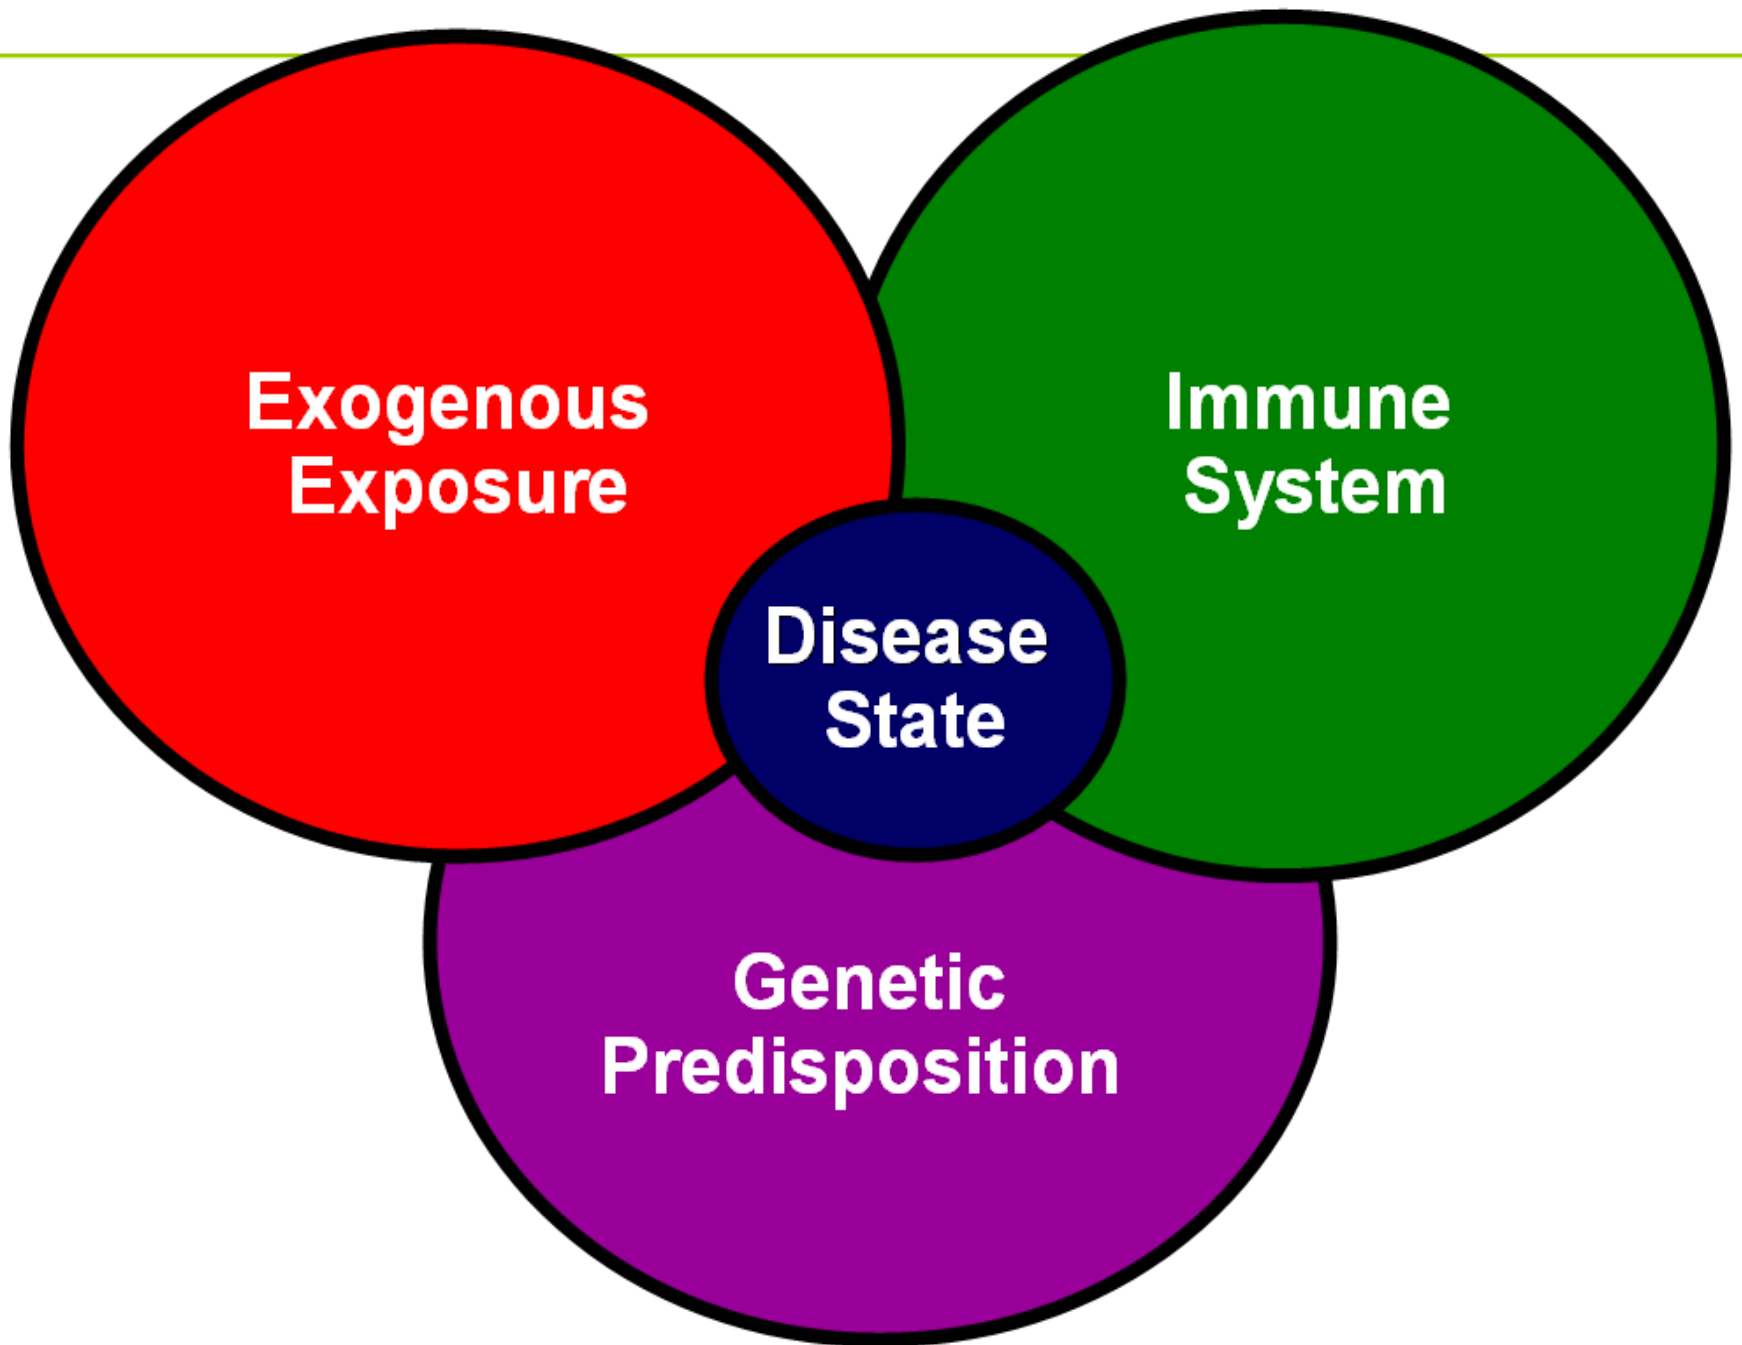 Exogenous
Exposure
Immune
System
Disease
State
Genetic
Predisposition